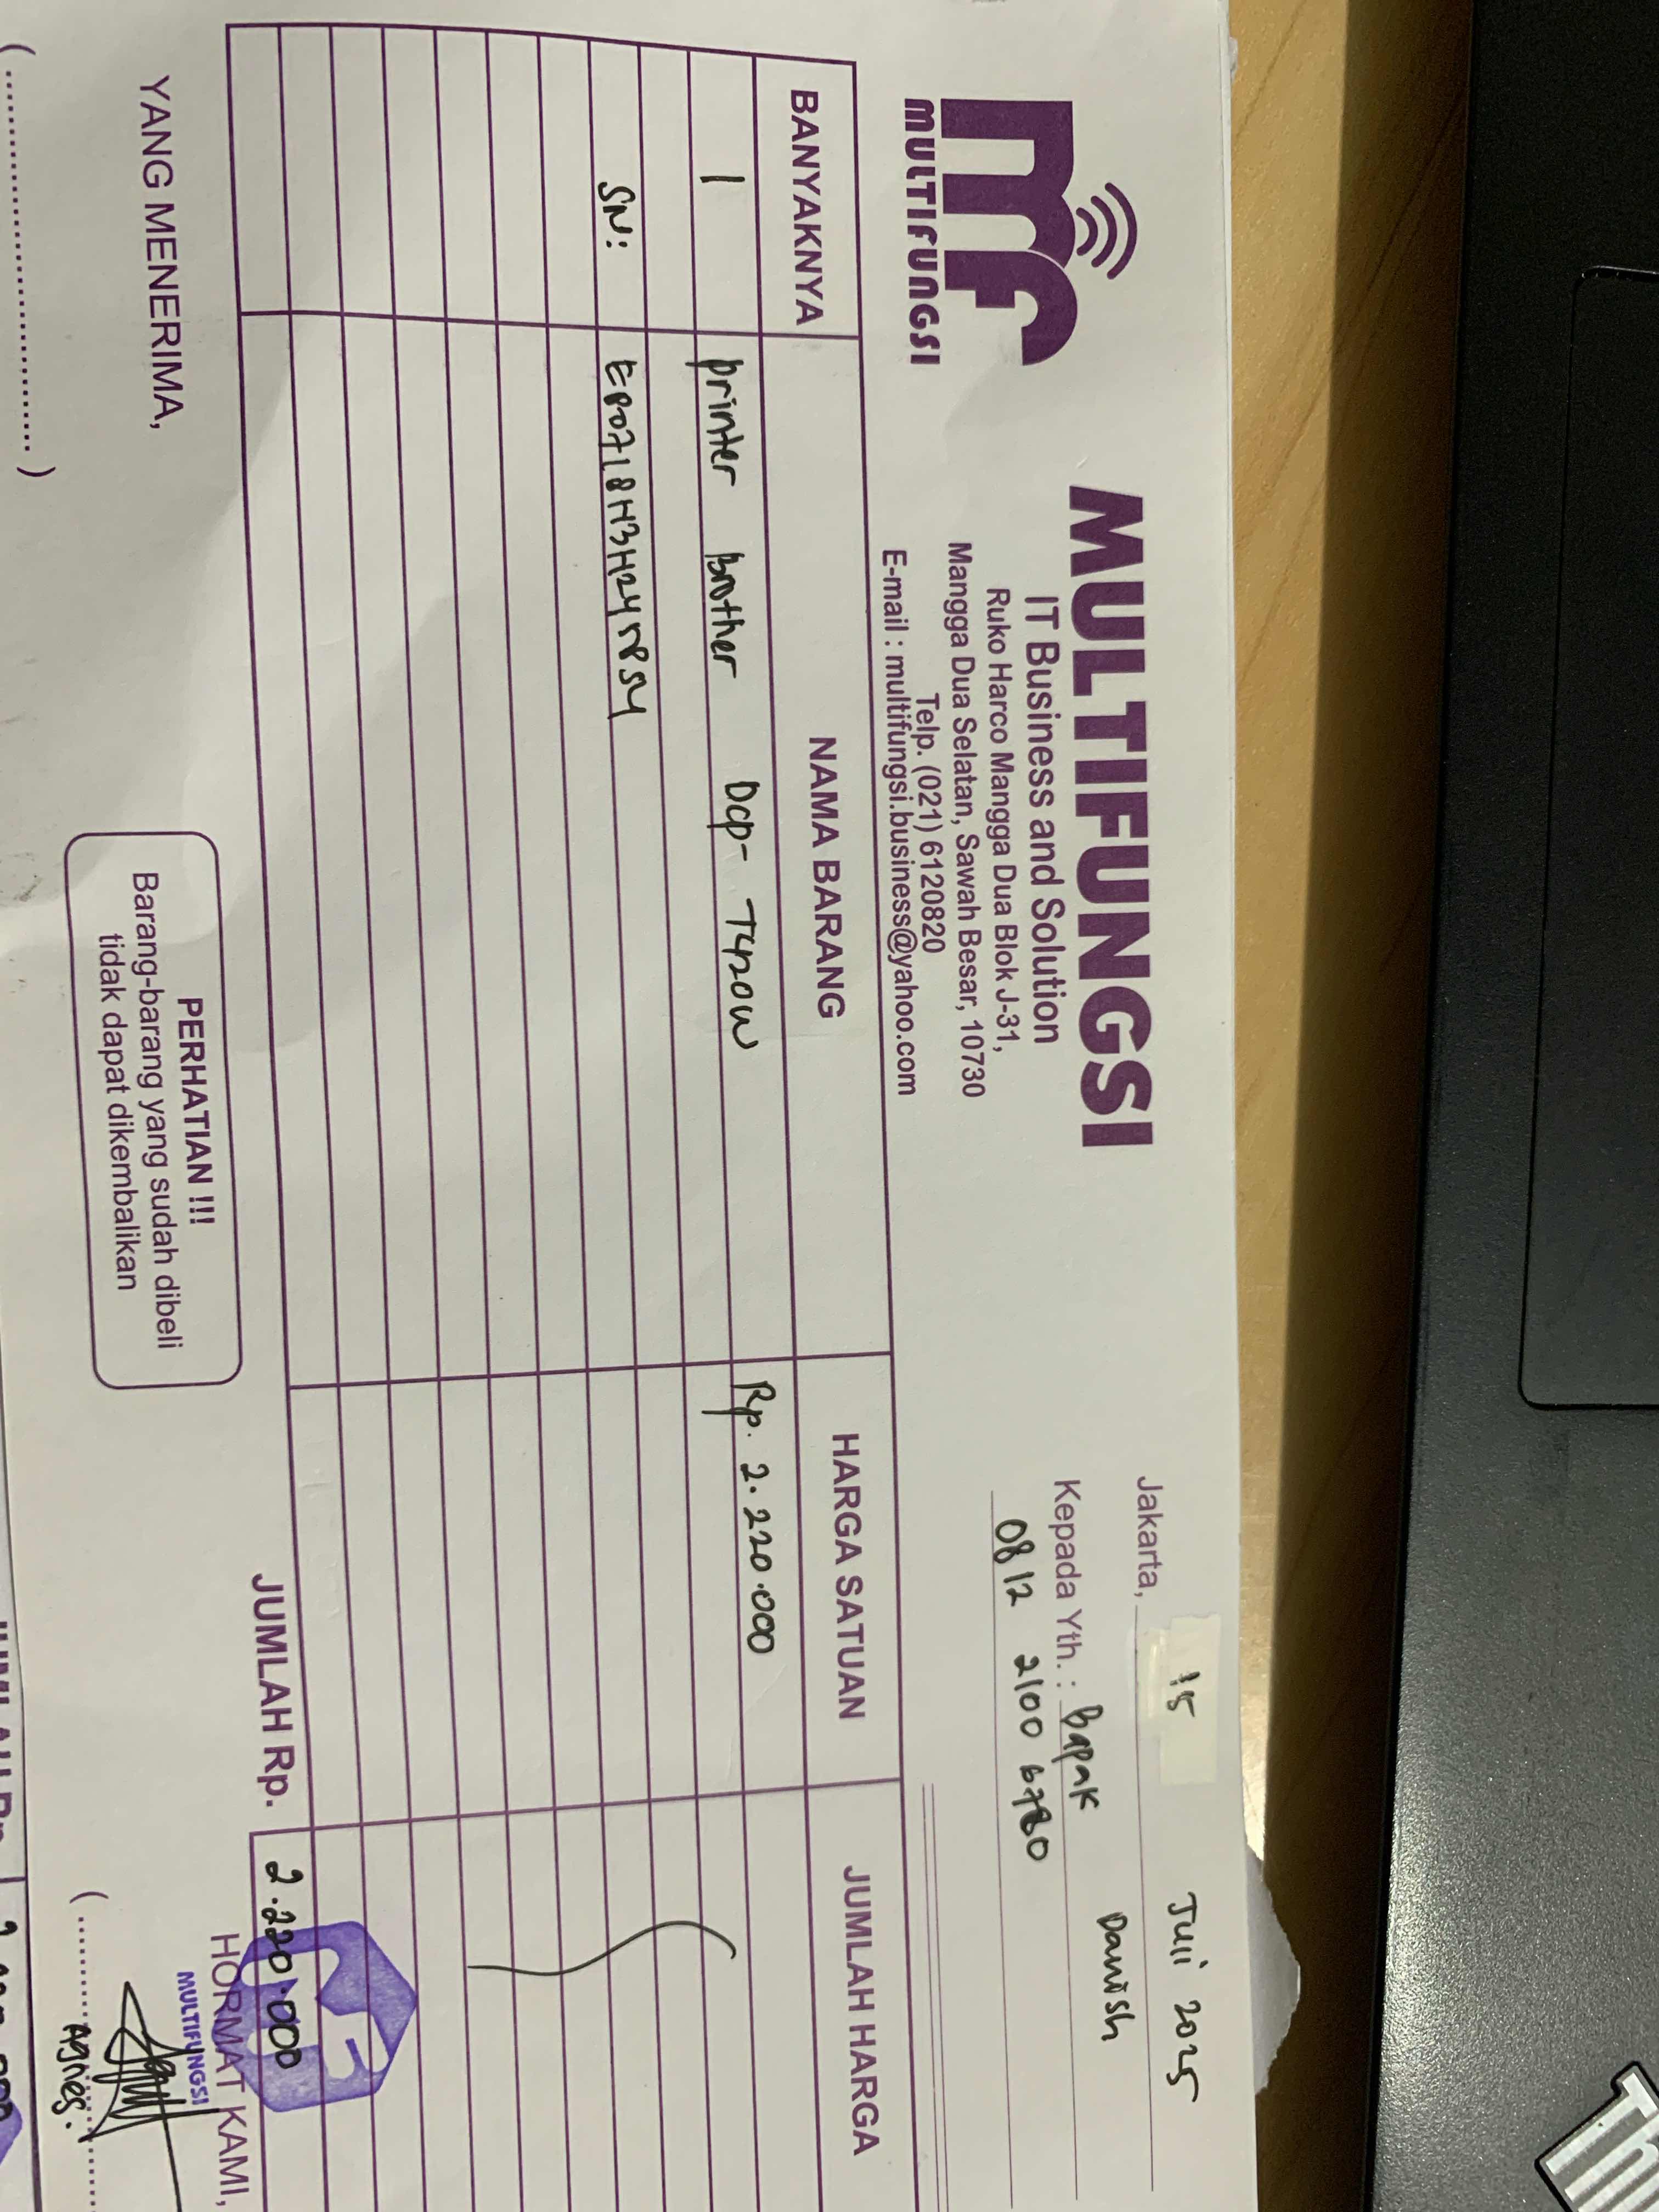 MULTIFUNGSI
MULTIFUNGSI
IT Business and Solution
Ruko Harco Mangga Dua Blok J-31,
Mangga Dua Selatan, Sawah Besar, 10730
Telp. (021) 6120820
E-mail : multifungsi.business@yahoo.com
Jakarta, 15 Juli 2025
Kepada Yth. : Bapak Danish
0812 2100 6780
BANYAKNYA NAMA BARANG HARGA SATUAN JUMLAH HARGA
1 Printer Brother Dcp- T420W Rp. 2.220.000
SN:
JUMLAH Rp. 2.220.000
YANG MENERIMA,
PERHATIAN !!!
Barang-barang yang sudah dibeli
tidak dapat dikembalikan
HORMAT KAMI,
MULTIFUNGSI
Agnes.